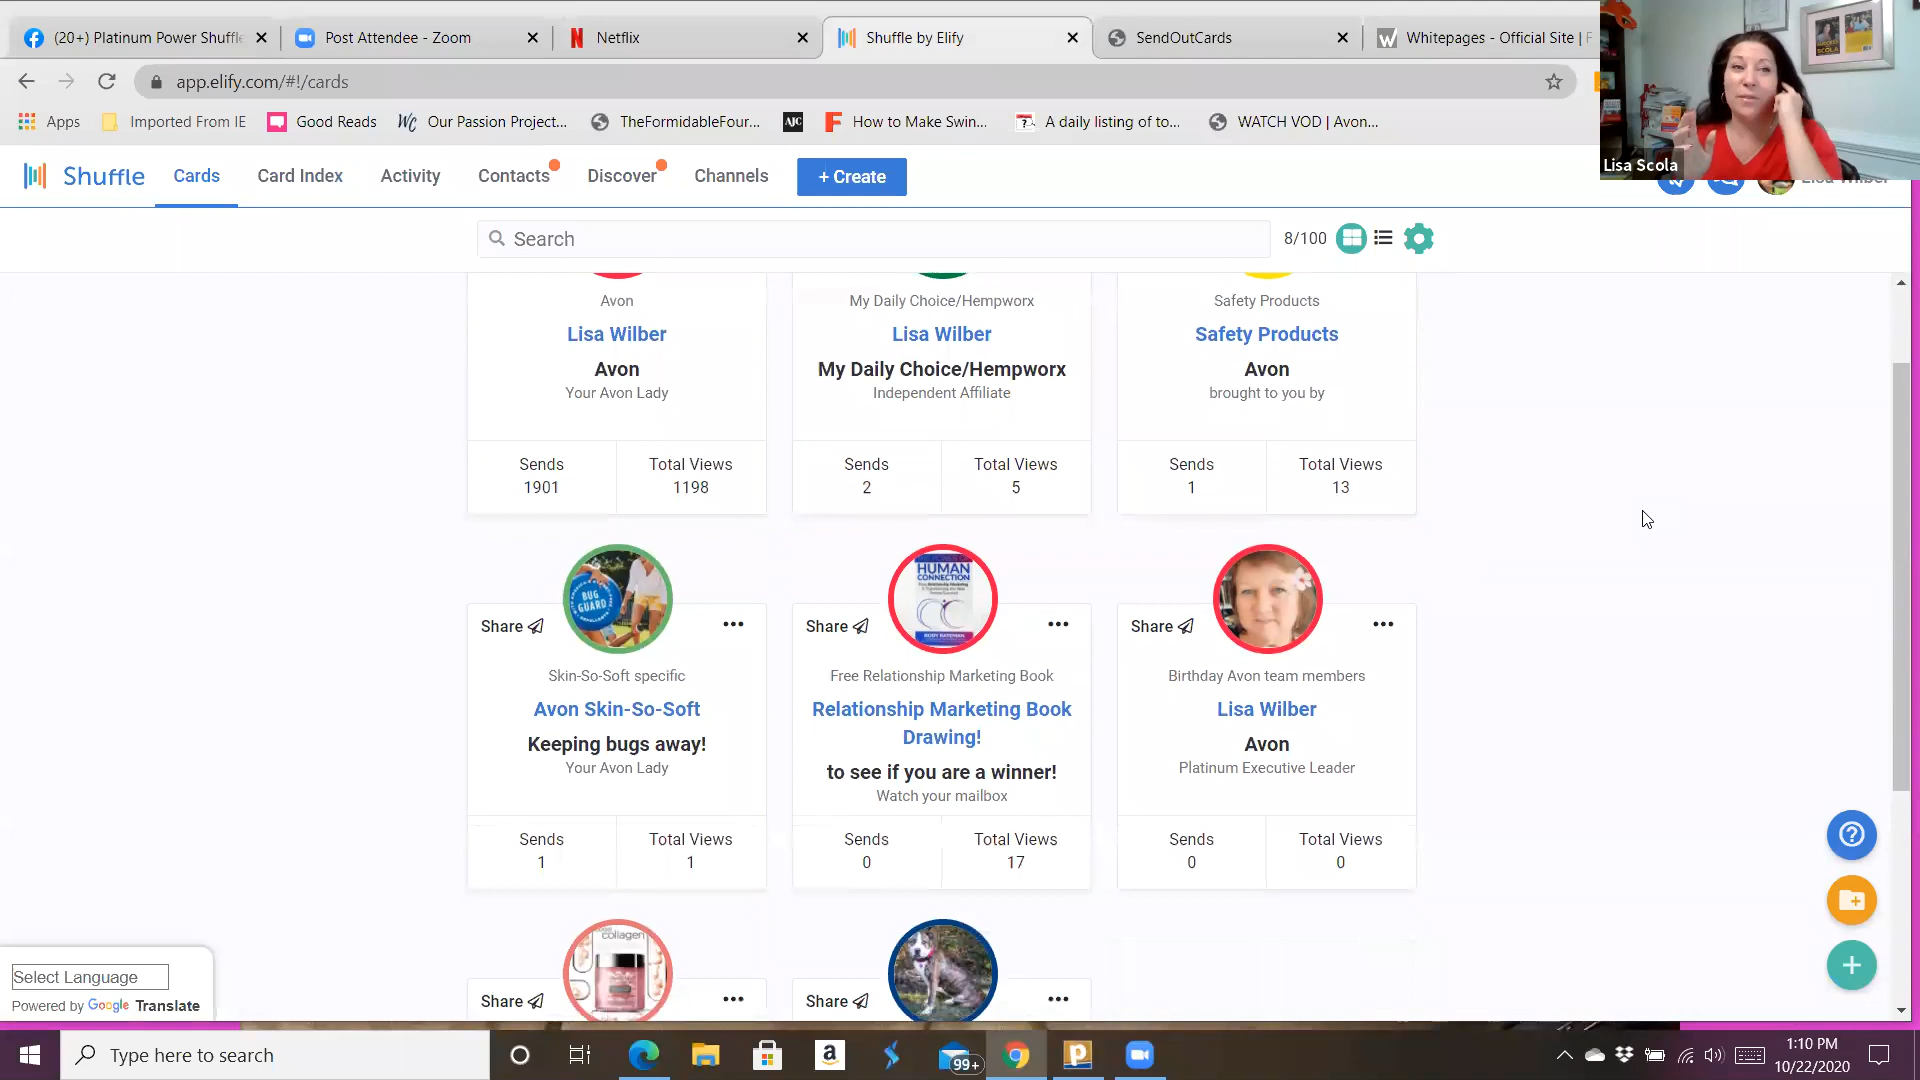 (20+) Platinum Power Shuffle
Post Attendee - Zoom
Netflix
Shuffle by Elify
SendOutCards
Whitepages - Official Site | F
app.elify.com/#!/cards
Apps
Imported From IE
Good Reads
Our Passion Project...
TheFormidableFour...
AJC
How to Make Swin...
A daily listing of to...
WATCH VOD | Avon...
SCOLA
Lisa Scola
Shuffle
Cards
Card Index
Activity
Contacts
Discover
Channels
+ Create
Lisa Wilber
Search
8/100
Avon
Lisa Wilber
Avon
Your Avon Lady
Sends
1901
Total Views
1198
My Daily Choice/Hempworx
Lisa Wilber
My Daily Choice/Hempworx
Independent Affiliate
Sends
2
Total Views
5
Safety Products
Safety Products
Avon
brought to you by
Sends
1
Total Views
13
Share
BUG
GUARD
Skin-So-Soft specific
Avon Skin-So-Soft
Keeping bugs away!
Your Avon Lady
Sends
1
Total Views
1
Share
HUMAN
CONNECTION
RODY BATEMAN
Free Relationship Marketing Book
Relationship Marketing Book
Drawing!
to see if you are a winner!
Watch your mailbox
Sends
0
Total Views
17
Share
Birthday Avon team members
Lisa Wilber
Avon
Platinum Executive Leader
Sends
0
Total Views
0
Share
collagen
Share
Select Language
Powered by Google Translate
Type here to search
99+
1:10 PM
10/22/2020